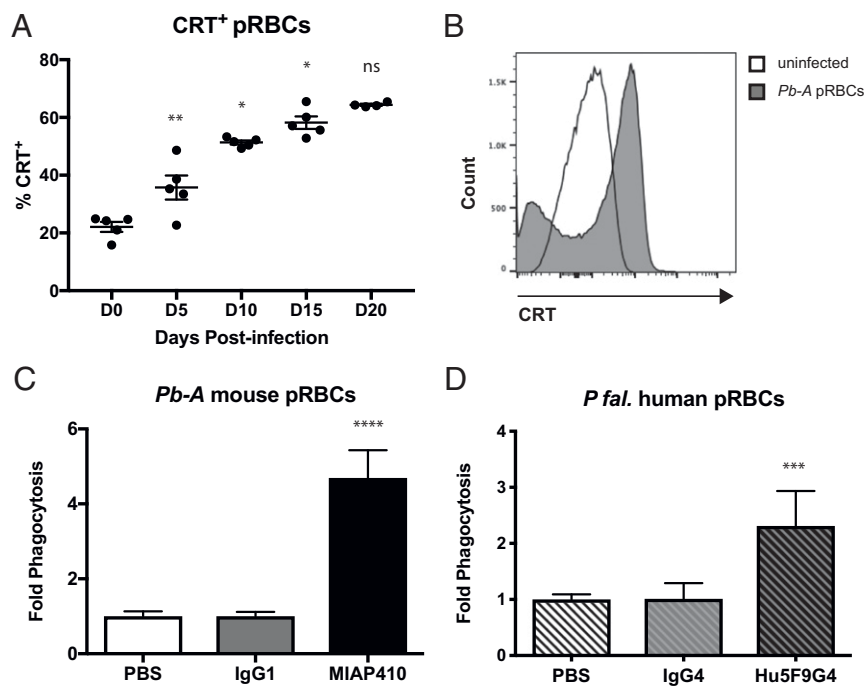 A
CRT+ pRBCs
% CRT+
80
60
40
20
0
**
*
*
ns
D0 D5 D10 D15 D20
Days Post-infection
B
Count
1.5K
1.0K
500
0
CRT
uninfected
Pb-A pRBCs
C
Pb-A mouse pRBCs
Fold Phagocytosis
6
4
2
0
****
PBS IgG1 MIAP410
D
P fal. human pRBCs
Fold Phagocytosis
4
3
2
1
0
***
PBS IgG4 Hu5F9G4